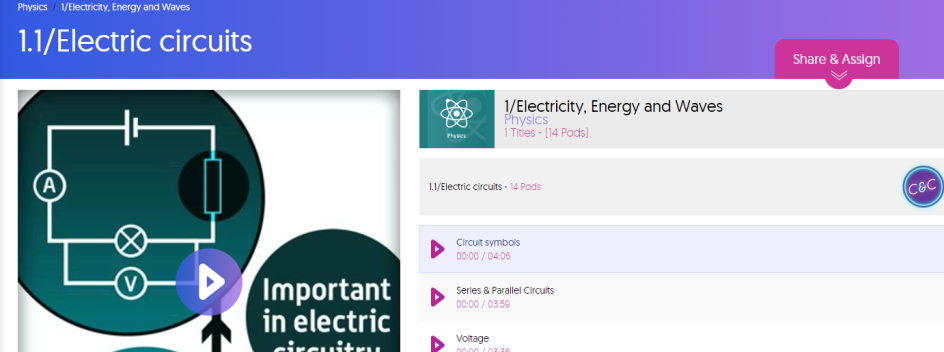 Physics / 1/Electricity, Energy and Waves
1.1/Electric circuits
Share & Assign
A
V
Important
in electric
circuitry
1/Electricity, Energy and Waves
Physics
Physics
1 Titles - (14 Pods)
1.1/Electric circuits - 14 Pods
C&C
Circuit symbols
00:00 / 04:06
Series & Parallel Circuits
00:00 / 03:59
Voltage
00:00 / 03:36